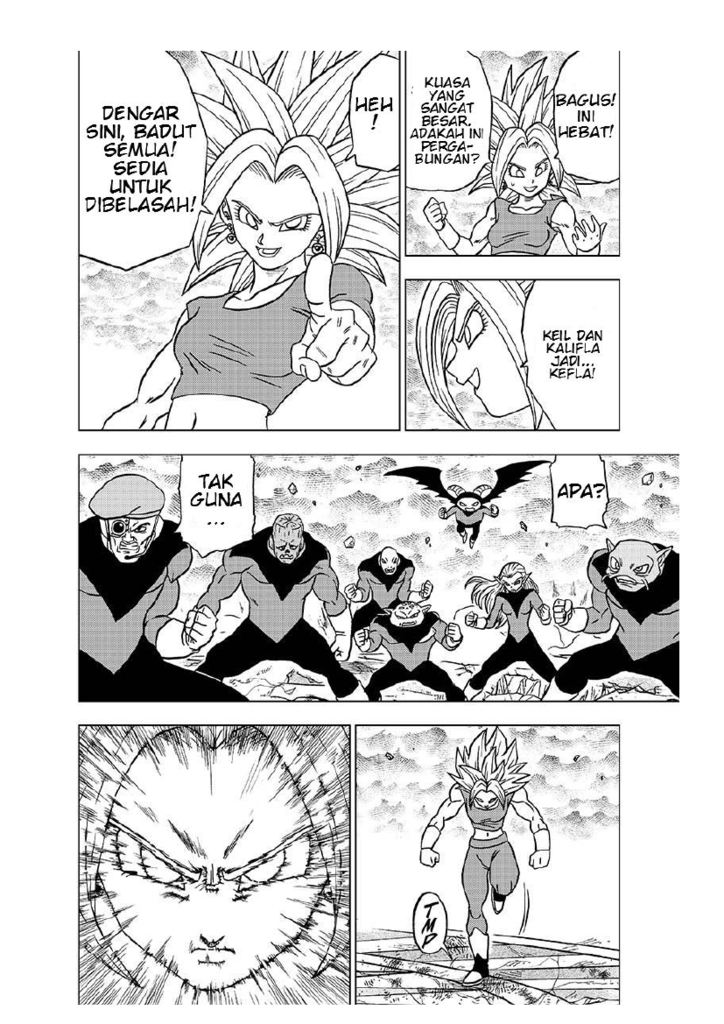 BAGUS!
INI
HEBAT!
KUASA
YANG
SANGAT
BESAR.
ADAKAH INI
PERGA-
BUNGAN?
HEH
!
DENGAR
SINI, BADUT
SEMUA!
SEDIA
UNTUK
DIBELASAH!
KEIL DAN
KALIFLA
JADI...
KEFLA!
APA?
TAK
GUNA
...
TMP